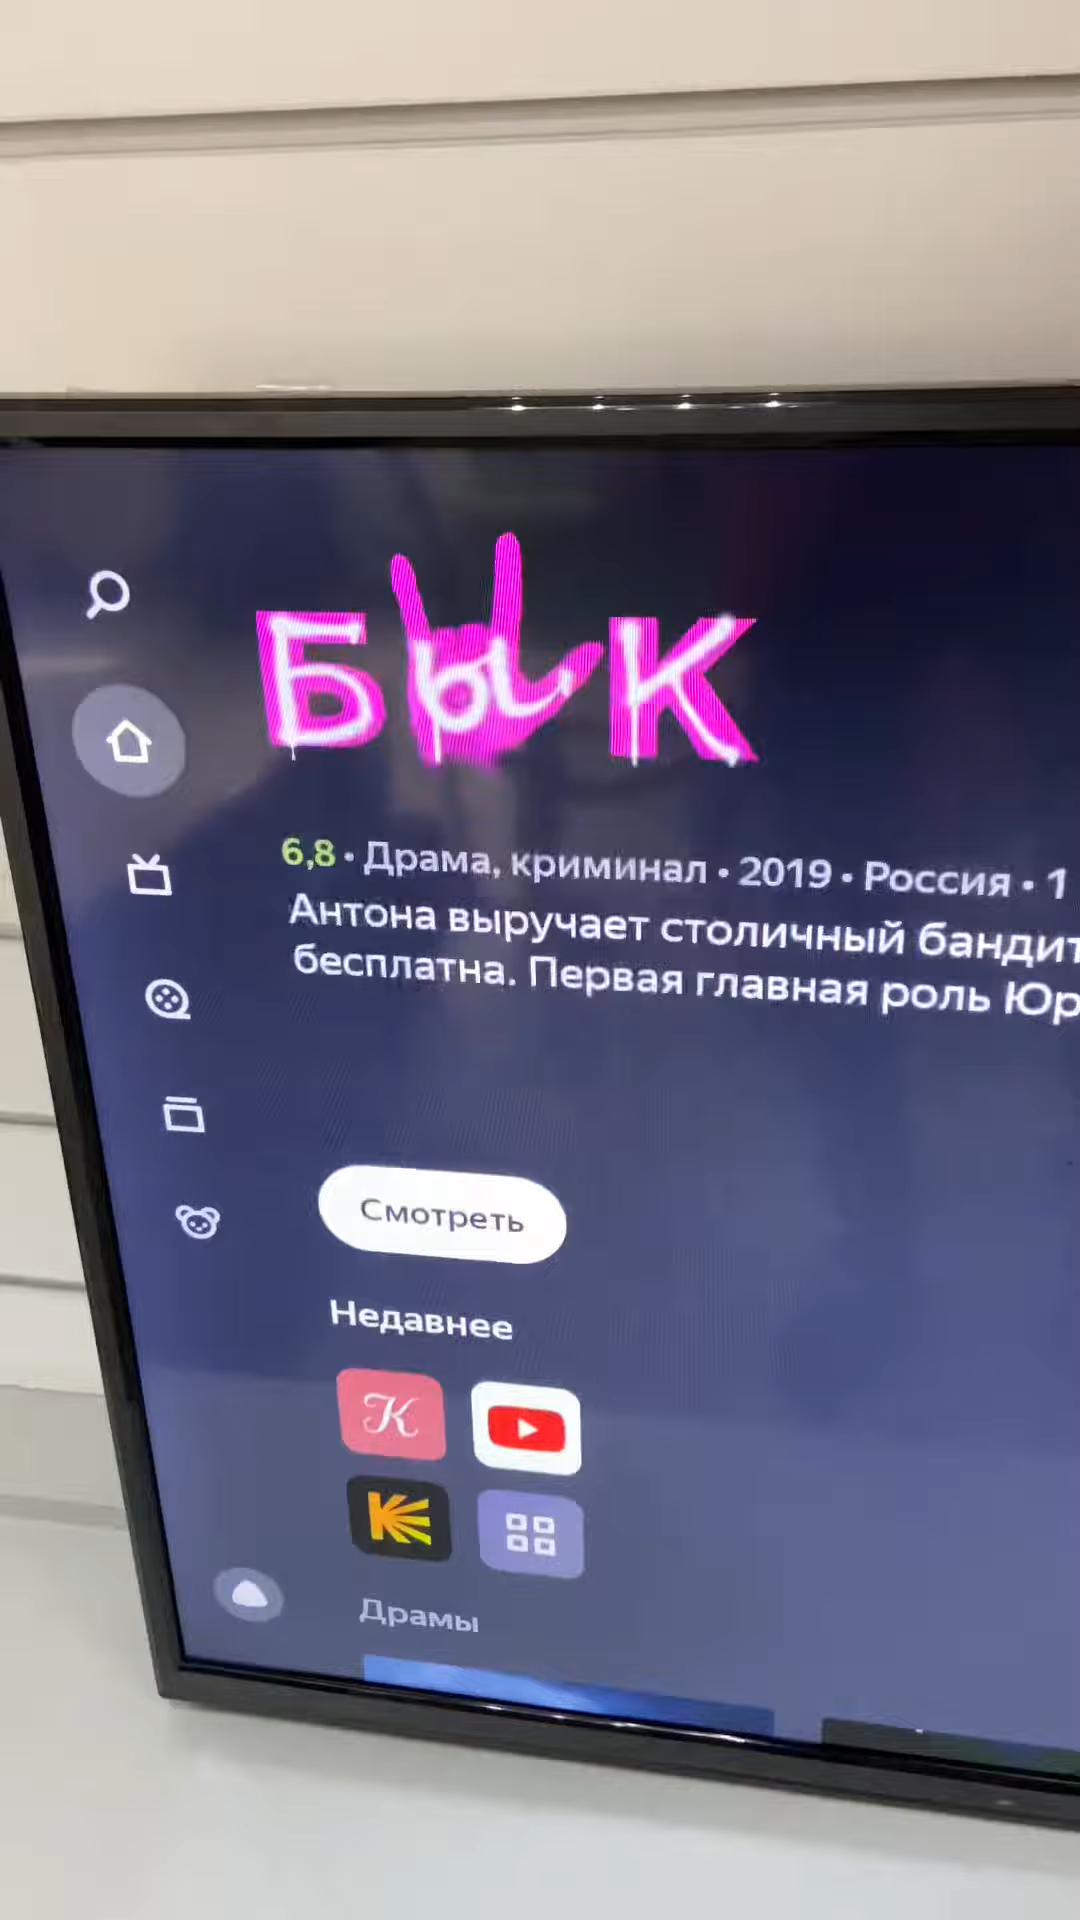 БЫК
6,8 • Драма, криминал • 2019 • Россия • 1
Антона выручает столичный бандит
бесплатна. Первая главная роль Юр
Смотреть
Недавнее
K
K
Драмы